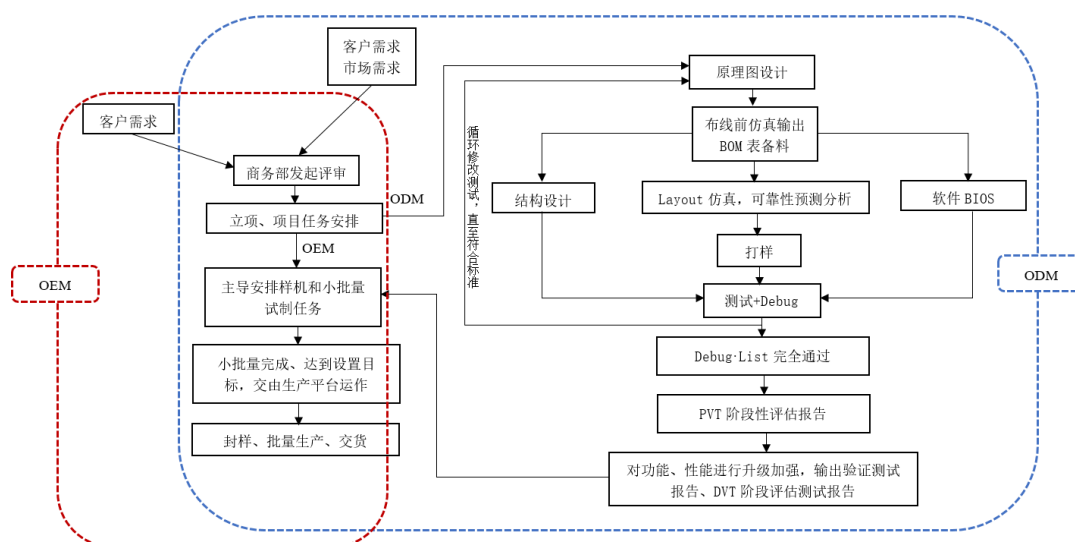 客户需求
市场需求
客户需求
商务部发起评审
立项、项目任务安排
ODM
OEM
主导安排样机和小批量
试制任务
小批量完成、达到设置目
标，交由生产平台运作
封样、批量生产、交货
OEM
原理图设计
布线前仿真输出
BOM 表备料
循环修改测试，直至符合标准
结构设计
Layout 仿真，可靠性预测分析
软件 BIOS
打样
测试+Debug
Debug·List 完全通过
PVT 阶段性评估报告
对功能、性能进行升级加强，输出验证测试
报告、DVT 阶段评估测试报告
ODM